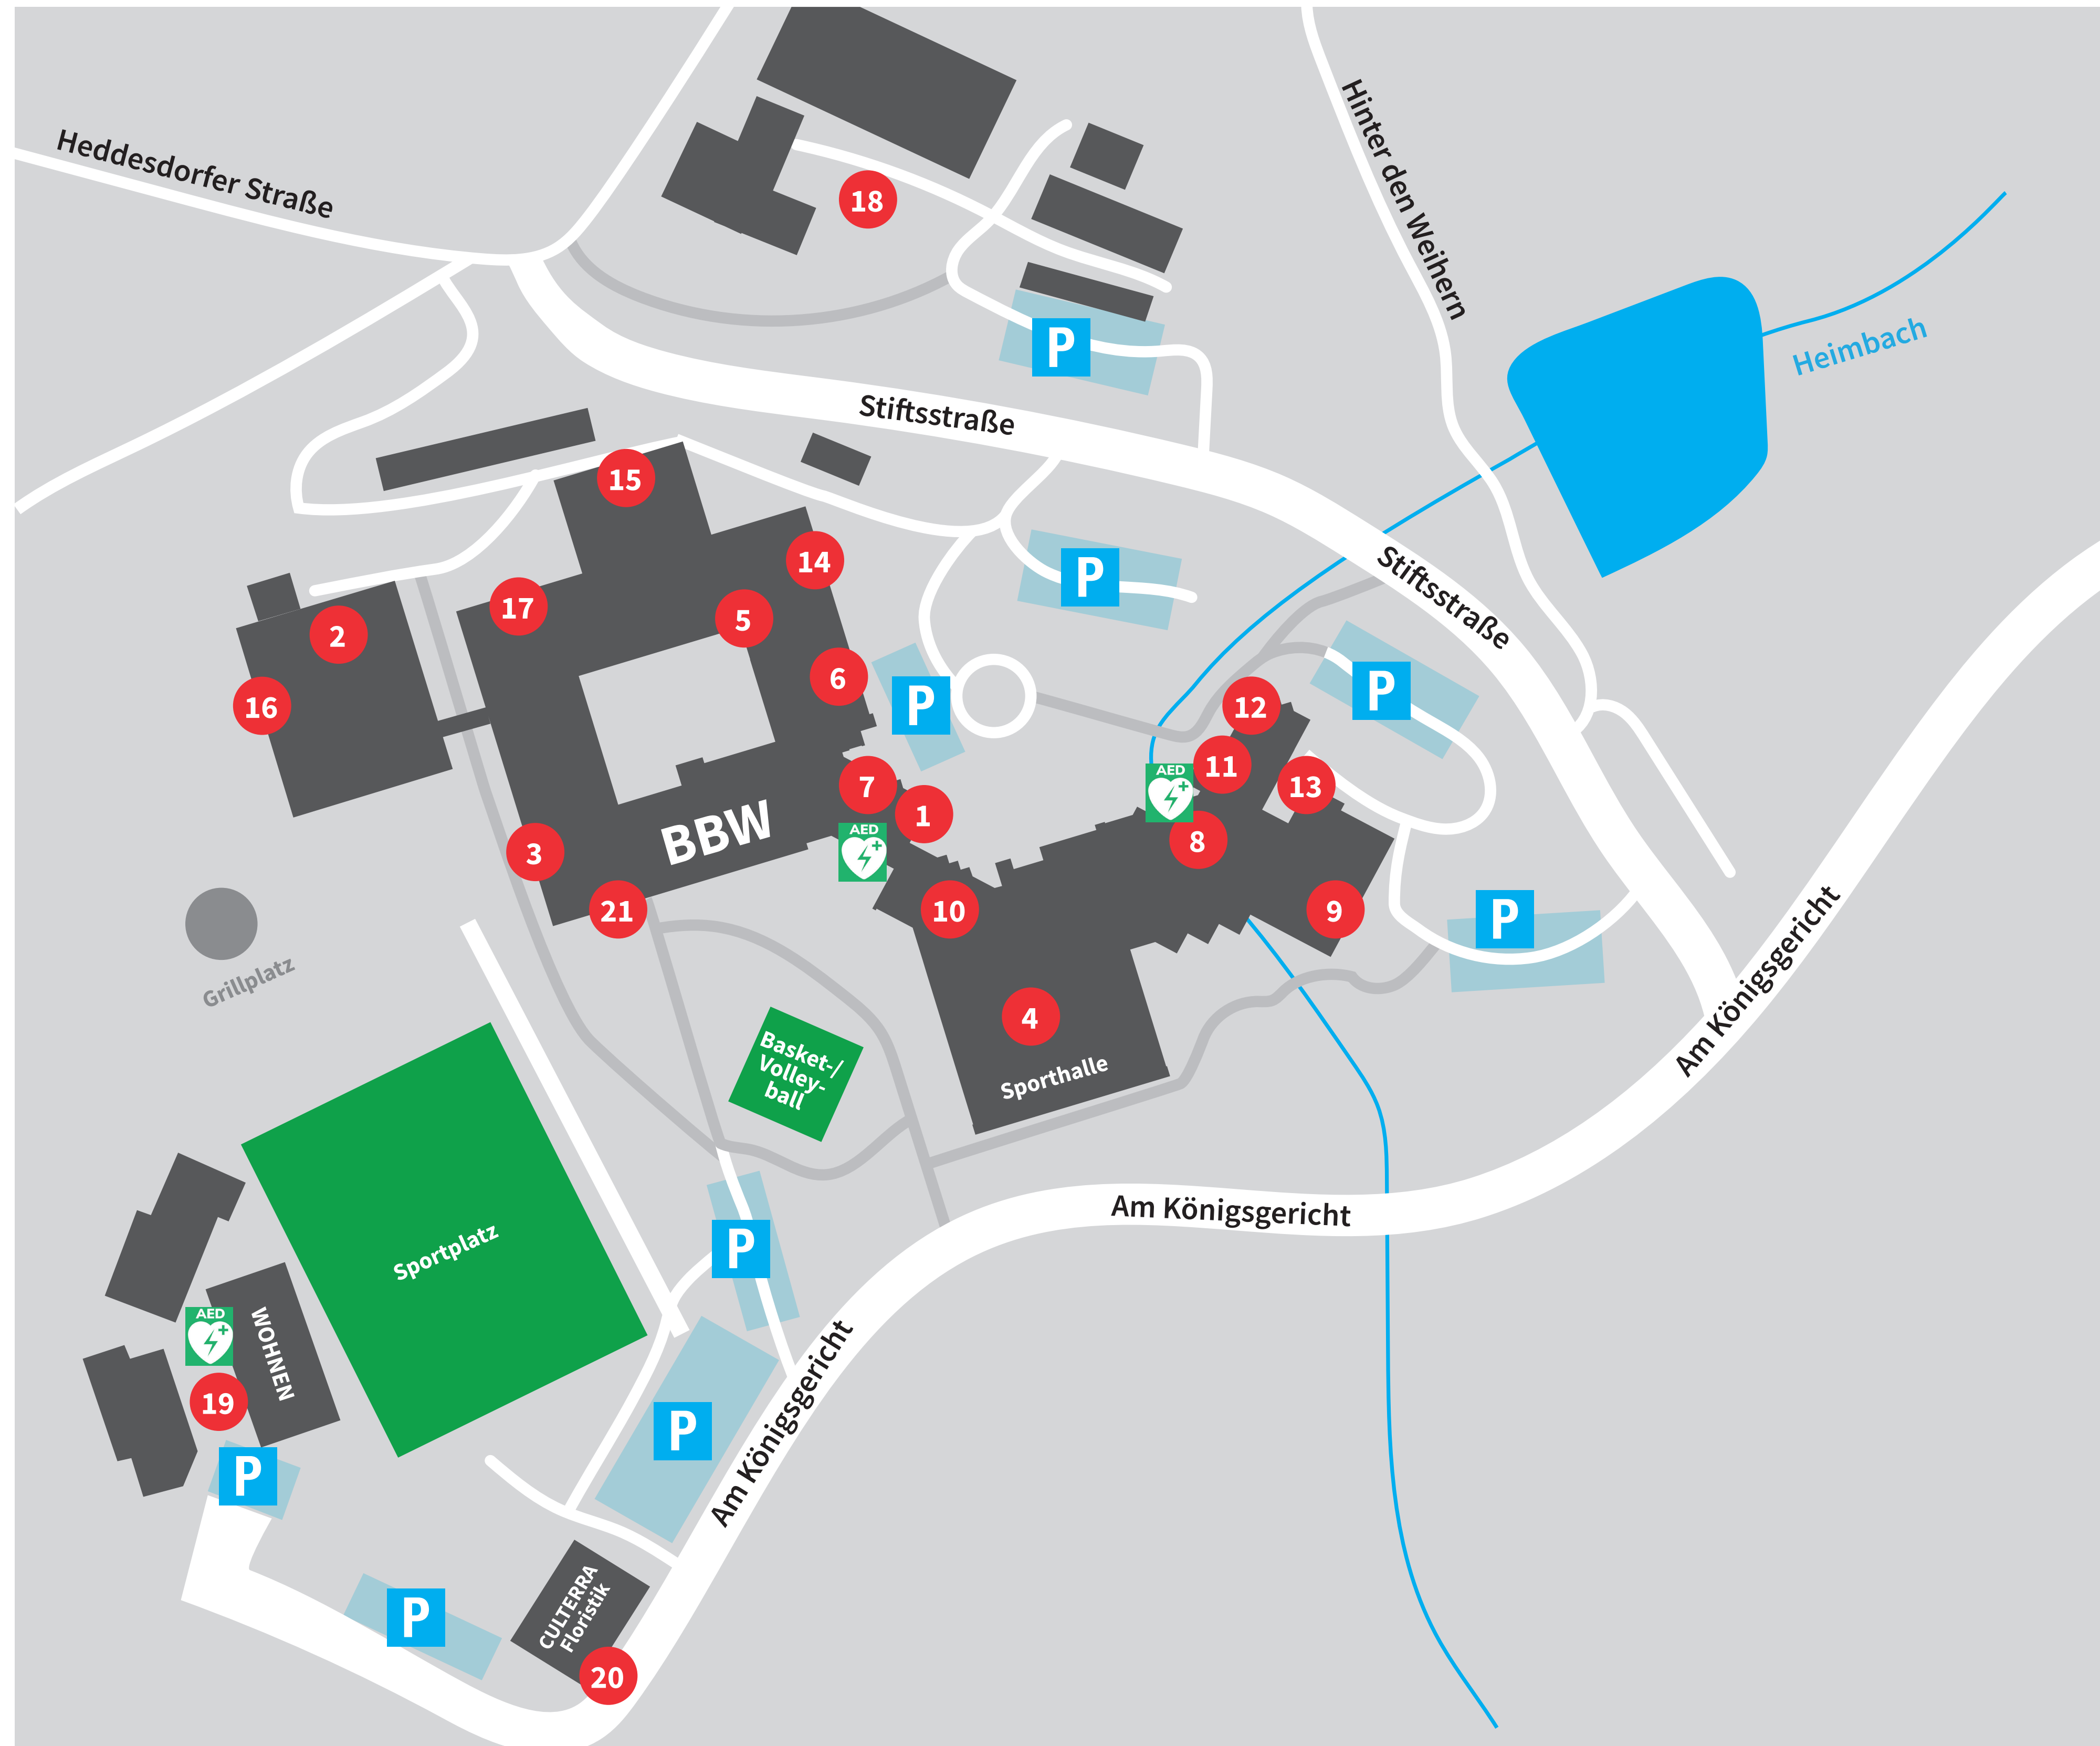 Heddesdorfer Straße
Hinter den Weihern
18
P
Heimbach
Stiftsstraße
15
14
P
Stiftsstraße
17
5
2
6
16
P
P
12
11
AED
7
13
1
BBW
AED
3
8
21
10
9
P
Grillplatz
4
Sporthalle
Am Königsgericht
Basket-/
Volley-
ball
Am Königsgericht
P
Sportplatz
AED
WOHNEN
19
P
P
Am Königsgericht
P
CULTERRA
Floristik
20